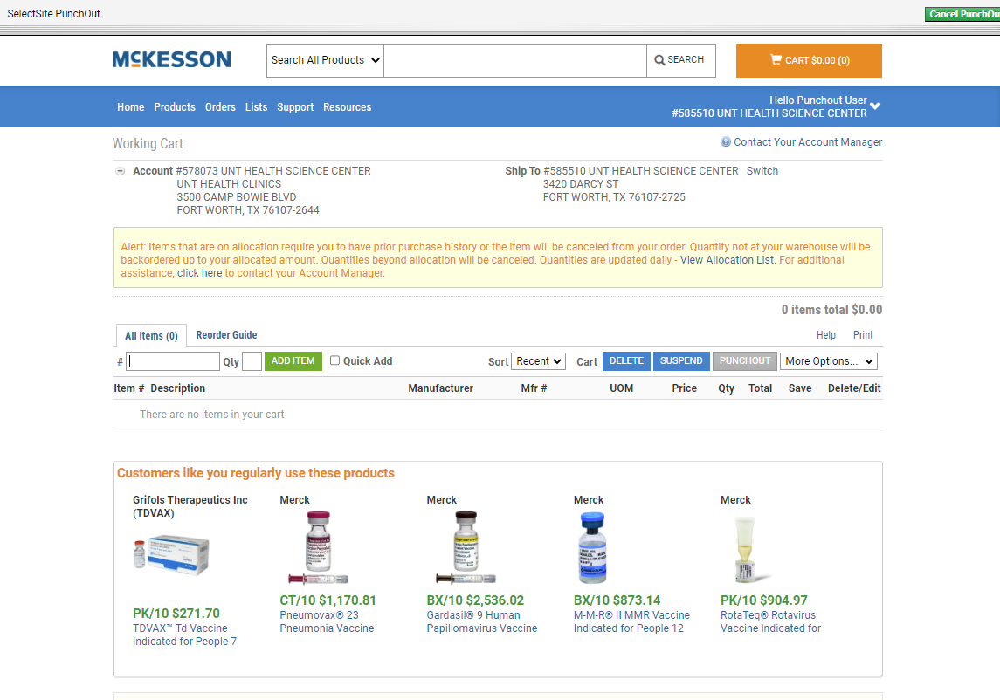 SelectSite PunchOut
Cancel PunchOu
MCKESSON
Search All Products
SEARCH
CART $0.00 (0)
Home Products Orders Lists Support Resources
Hello Punchout User
#585510 UNT HEALTH SCIENCE CENTER
Working Cart
Contact Your Account Manager
Account #578073 UNT HEALTH SCIENCE CENTER
UNT HEALTH CLINICS
3500 CAMP BOWIE BLVD
FORT WORTH, TX 76107-2644
Ship To #585510 UNT HEALTH SCIENCE CENTER Switch
3420 DARCY ST
FORT WORTH, TX 76107-2725
Alert: Items that are on allocation require you to have prior purchase history or the item will be canceled from your order. Quantity not at your warehouse will be
backordered up to your allocated amount. Quantities beyond allocation will be canceled. Quantities are updated daily - View Allocation List. For additional
assistance, click here to contact your Account Manager.
0 items total $0.00
All Items (0) Reorder Guide
Help Print
# Qty ADD ITEM Quick Add
Sort Recent Cart DELETE SUSPEND PUNCHOUT More Options...
Item # Description Manufacturer Mfr # UOM Price Qty Total Save Delete/Edit
There are no items in your cart
Customers like you regularly use these products
Grifols Therapeutics Inc
(TDVAX)
PK/10 $271.70
TDVAX™ Td Vaccine
Indicated for People 7
Merck
CT/10 $1,170.81
Pneumovax® 23
Pneumonia Vaccine
Merck
BX/10 $2,536.02
Gardasil® 9 Human
Papillomavirus Vaccine
Merck
BX/10 $873.14
M-M-R® II MMR Vaccine
Indicated for People 12
Merck
PK/10 $904.97
RotaTeq® Rotavirus
Vaccine Indicated for